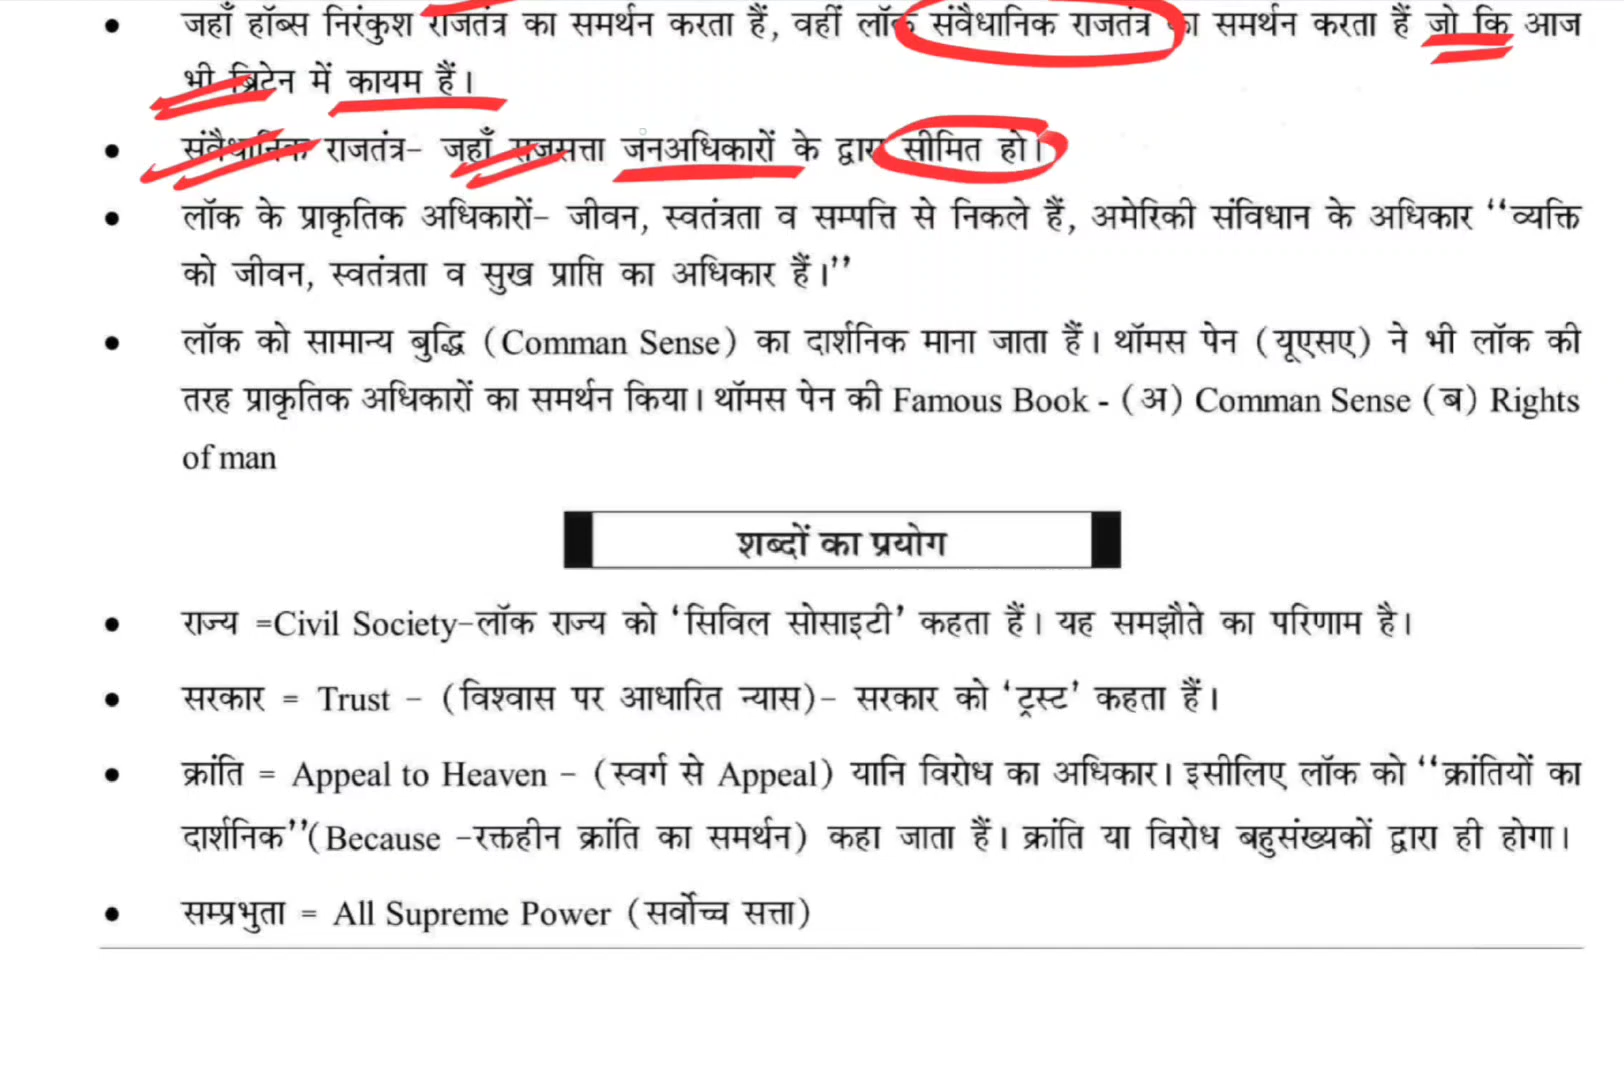 • जहाँ हॉब्स निरंकुश राजतंत्र का समर्थन करता हैं, वहीं लॉक संवैधानिक राजतंत्र का समर्थन करता हैं जो कि आज
भी ब्रिटेन में कायम हैं।
• संवैधानिक राजतंत्र– जहाँ राजसत्ता जनअधिकारों के द्वारा सीमित हो।
• लॉक के प्राकृतिक अधिकारों– जीवन, स्वतंत्रता व सम्पत्ति से निकले हैं, अमेरिकी संविधान के अधिकार ‘‘व्यक्ति
को जीवन, स्वतंत्रता व सुख प्राप्ति का अधिकार हैं।’’
• लॉक को सामान्य बुद्धि (Comman Sense) का दार्शनिक माना जाता हैं। थॉमस पेन (यूएसए) ने भी लॉक की
तरह प्राकृतिक अधिकारों का समर्थन किया। थॉमस पेन की Famous Book - (अ) Comman Sense (ब) Rights
of man
शब्दों का प्रयोग
• राज्य =Civil Society–लॉक राज्य को ‘सिविल सोसाइटी’ कहता हैं। यह समझौते का परिणाम है।
• सरकार = Trust – (विश्वास पर आधारित न्यास)– सरकार को ‘ट्रस्ट’ कहता हैं।
• क्रांति = Appeal to Heaven – (स्वर्ग से Appeal) यानि विरोध का अधिकार। इसीलिए लॉक को ‘‘क्रांतियों का
दार्शनिक’’(Because –रक्तहीन क्रांति का समर्थन) कहा जाता हैं। क्रांति या विरोध बहुसंख्यकों द्वारा ही होगा।
• सम्प्रभुता = All Supreme Power (सर्वोच्च सत्ता)